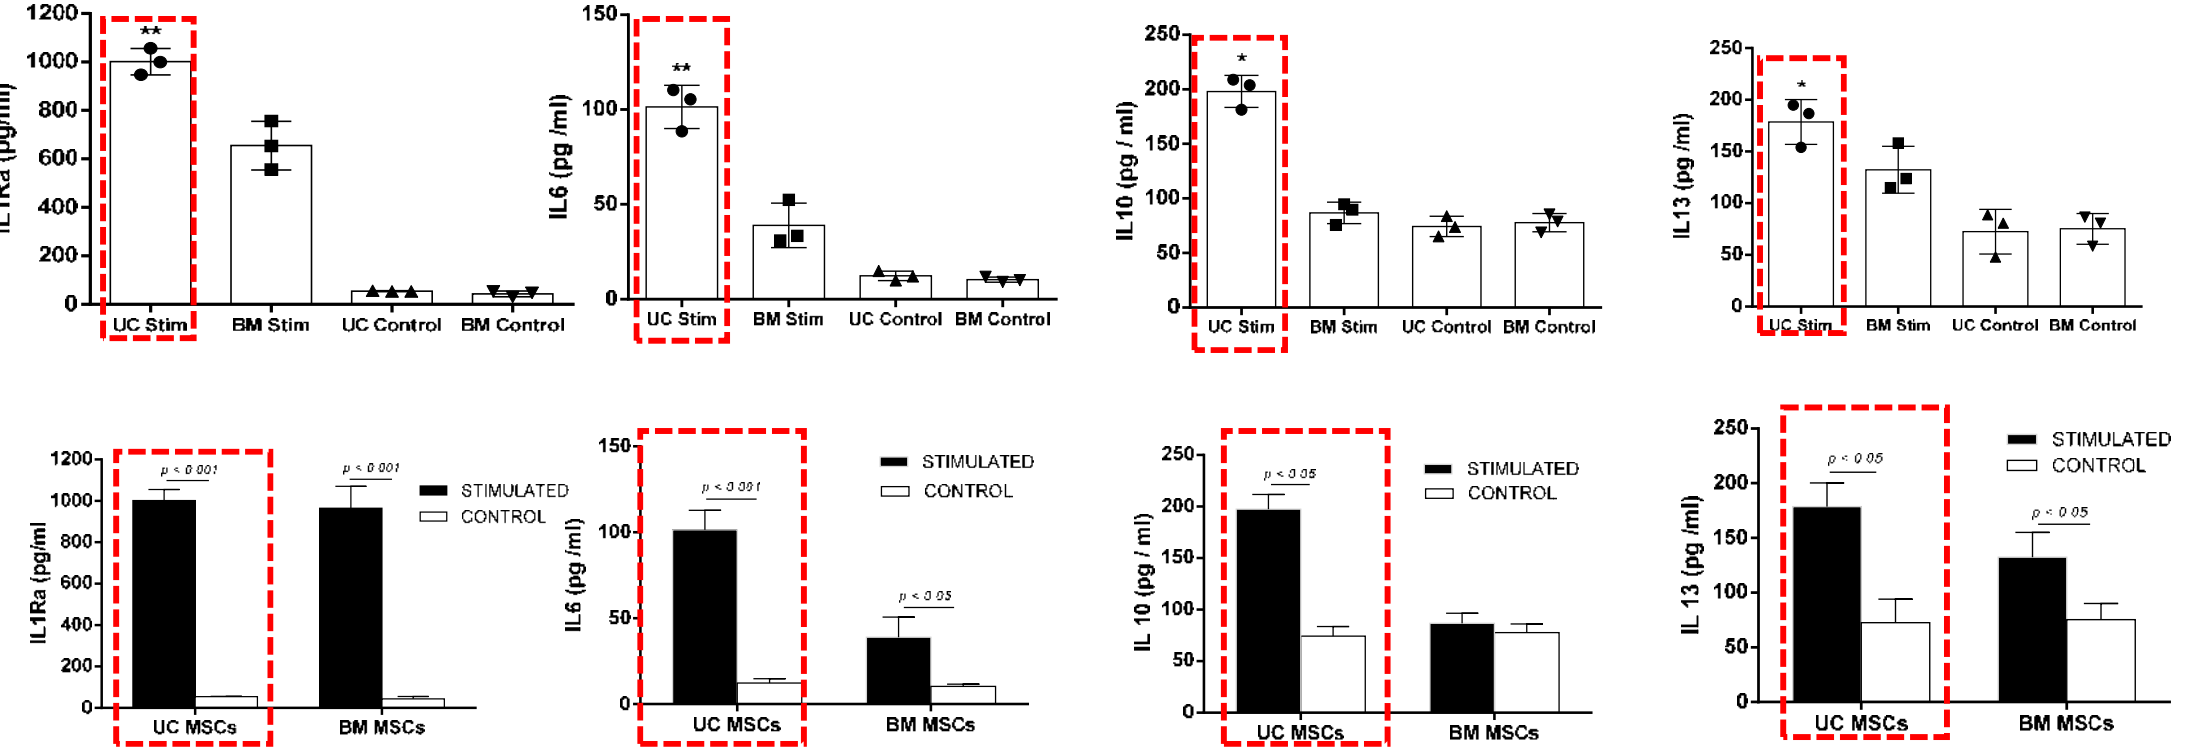 1200
1000
800
600
400
200
0
IL1Ra (pg/ml)
**
UC Stim BM Stim UC Control BM Control
150
100
50
0
IL6 (pg /ml)
**
UC Stim BM Stim UC Control BM Control
250
200
150
100
50
0
IL10 (pg / ml)
*
UC Stim BM Stim UC Control BM Control
250
200
150
100
50
0
IL13 (pg /ml)
*
UC Stim BM Stim UC Control BM Control
1200
1000
800
600
400
200
0
IL1Ra (pg/ml
p < 0 001 p < 0 001
STIMULATED
CONTROL
UC MSCs BM MSCs
150
100
50
0
IL6 (pg /ml)
p < 0 001
p < 0 05
STIMULATED
CONTROL
UC MSCs BM MSCs
250
200
150
100
50
0
IL 10 (pg / ml)
p < 0 05
STIMULATED
CONTROL
UC MSCs BM MSCs
250
200
150
100
50
0
IL 13 (pg /ml)
p < 0 05
p < 0 05
STIMULATED
CONTROL
UC MSCs BM MSCs